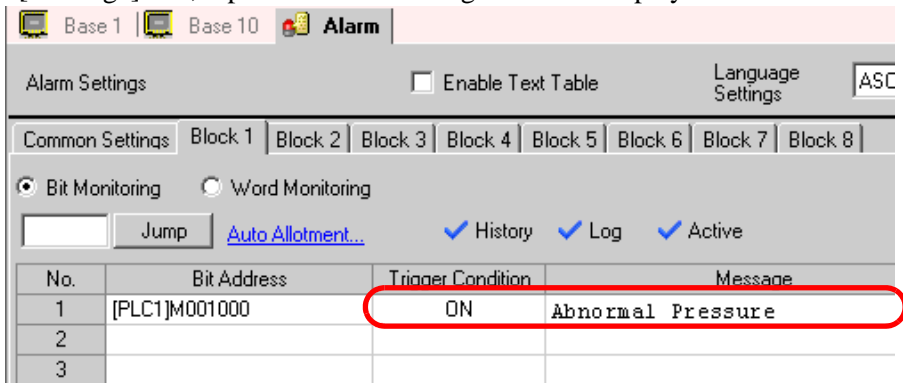 Base 1 Base 10 Alarm
Alarm Settings Enable Text Table Language Settings ASC
Common Settings Block 1 Block 2 Block 3 Block 4 Block 5 Block 6 Block 7 Block 8
Bit Monitoring Word Monitoring
Jump Auto Allotment... History Log Active
No. Bit Address Trigger Condition Message
1 [PLC1]M001000 ON Abnormal Pressure
2
3